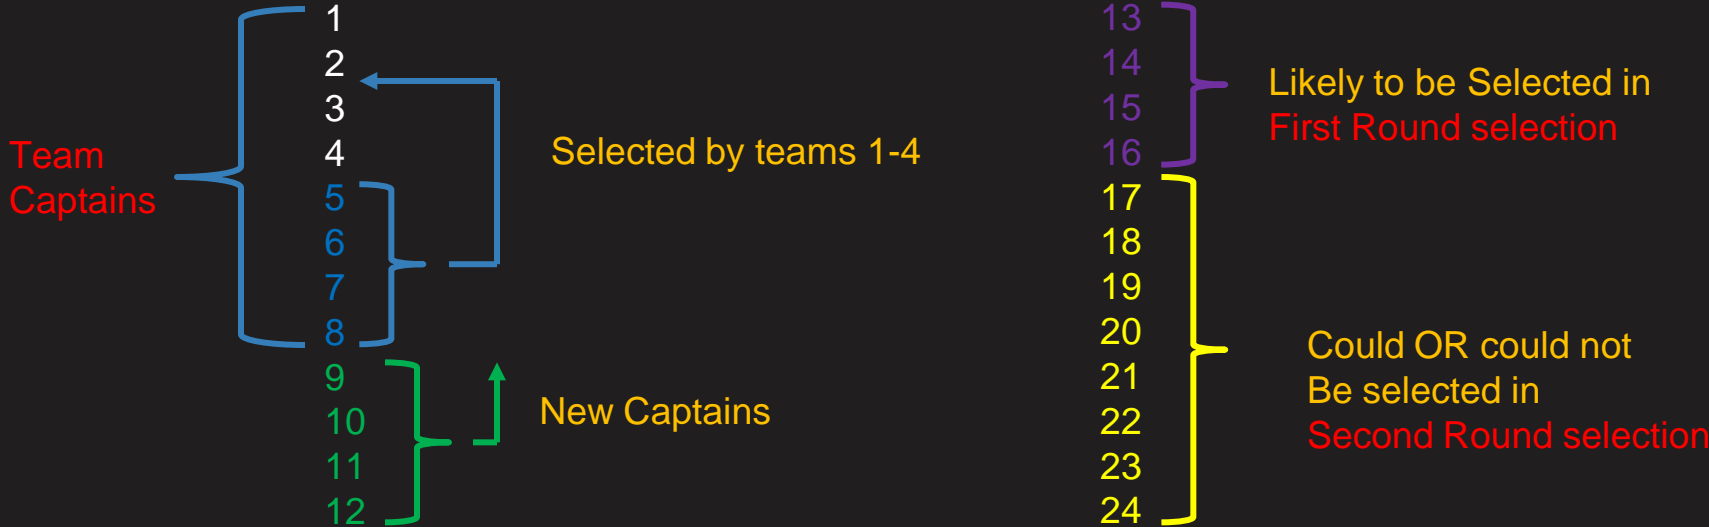 Team
Captains
1
2
3
4
5
6
7
8
9
10
11
12
Selected by teams 1-4
New Captains
13
14
15
16
17
18
19
20
21
22
23
24
Likely to be Selected in
First Round selection
Could OR could not
Be selected in
Second Round selection